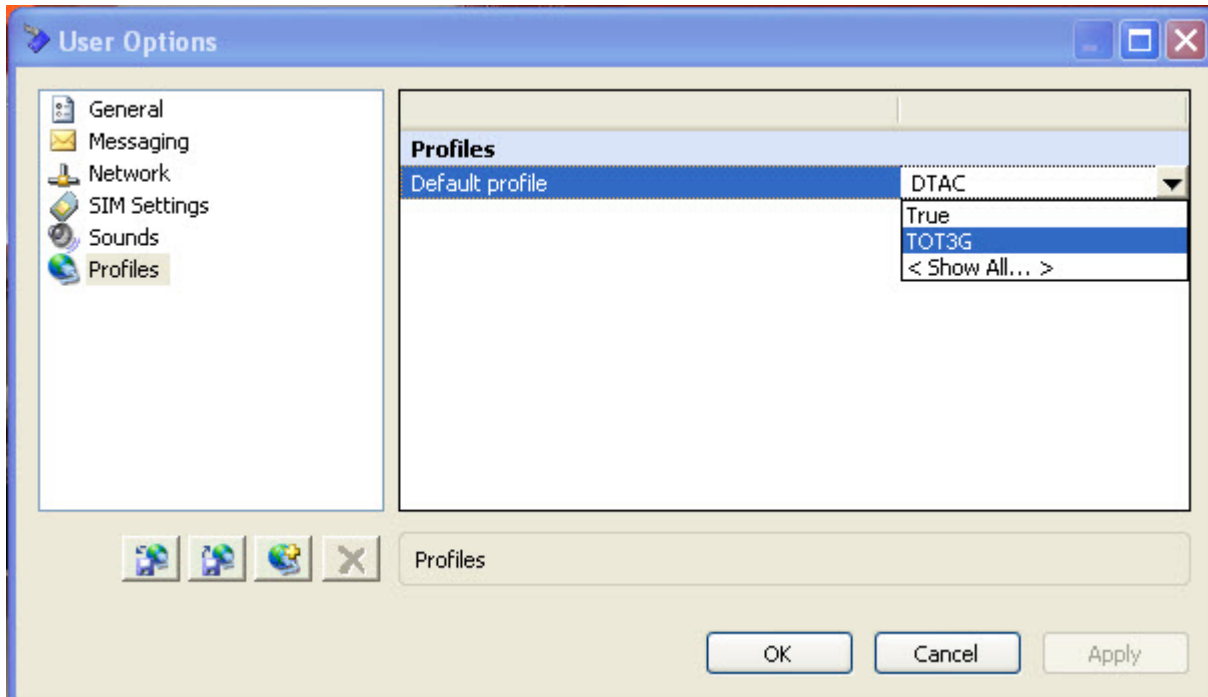 User Options
General
Messaging
Network
SIM Settings
Sounds
Profiles
Profiles
Default profile DTAC
True
TOT3G
< Show All... >
Profiles
OK Cancel Apply